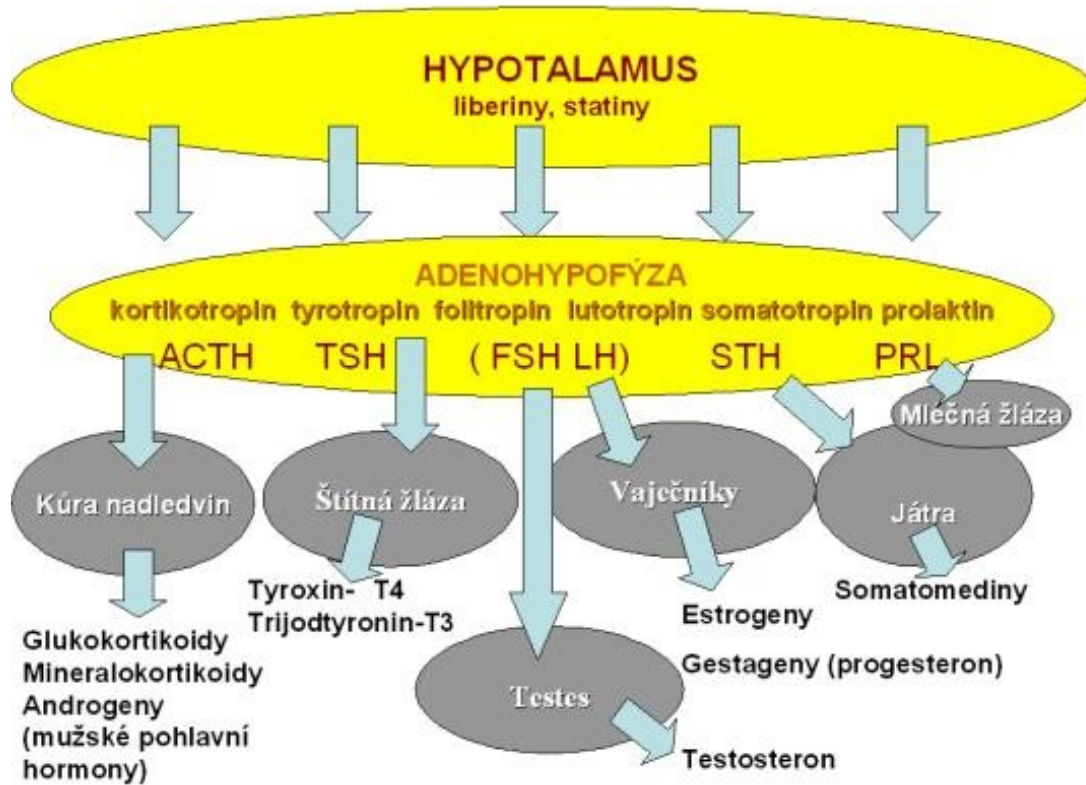 HYPOTALAMUS
liberiny, statiny
ADENOHYPOFÝZA
kortikotropin tyrotropin folitropin lutotropin somatotropin prolaktin
ACTH TSH ( FSH LH) STH PRL
Mléčná žláza
Kúra nadledvin
Štítná žláza
Vaječníky
Játra
Tyroxin- T4
Trijodtyronin-T3
Somatomediny
Estrogeny
Glukokortikoidy
Mineralokortikoidy
Androgeny
(mužské pohlavní
hormony)
Gestageny (progesteron)
Testes
Testosteron